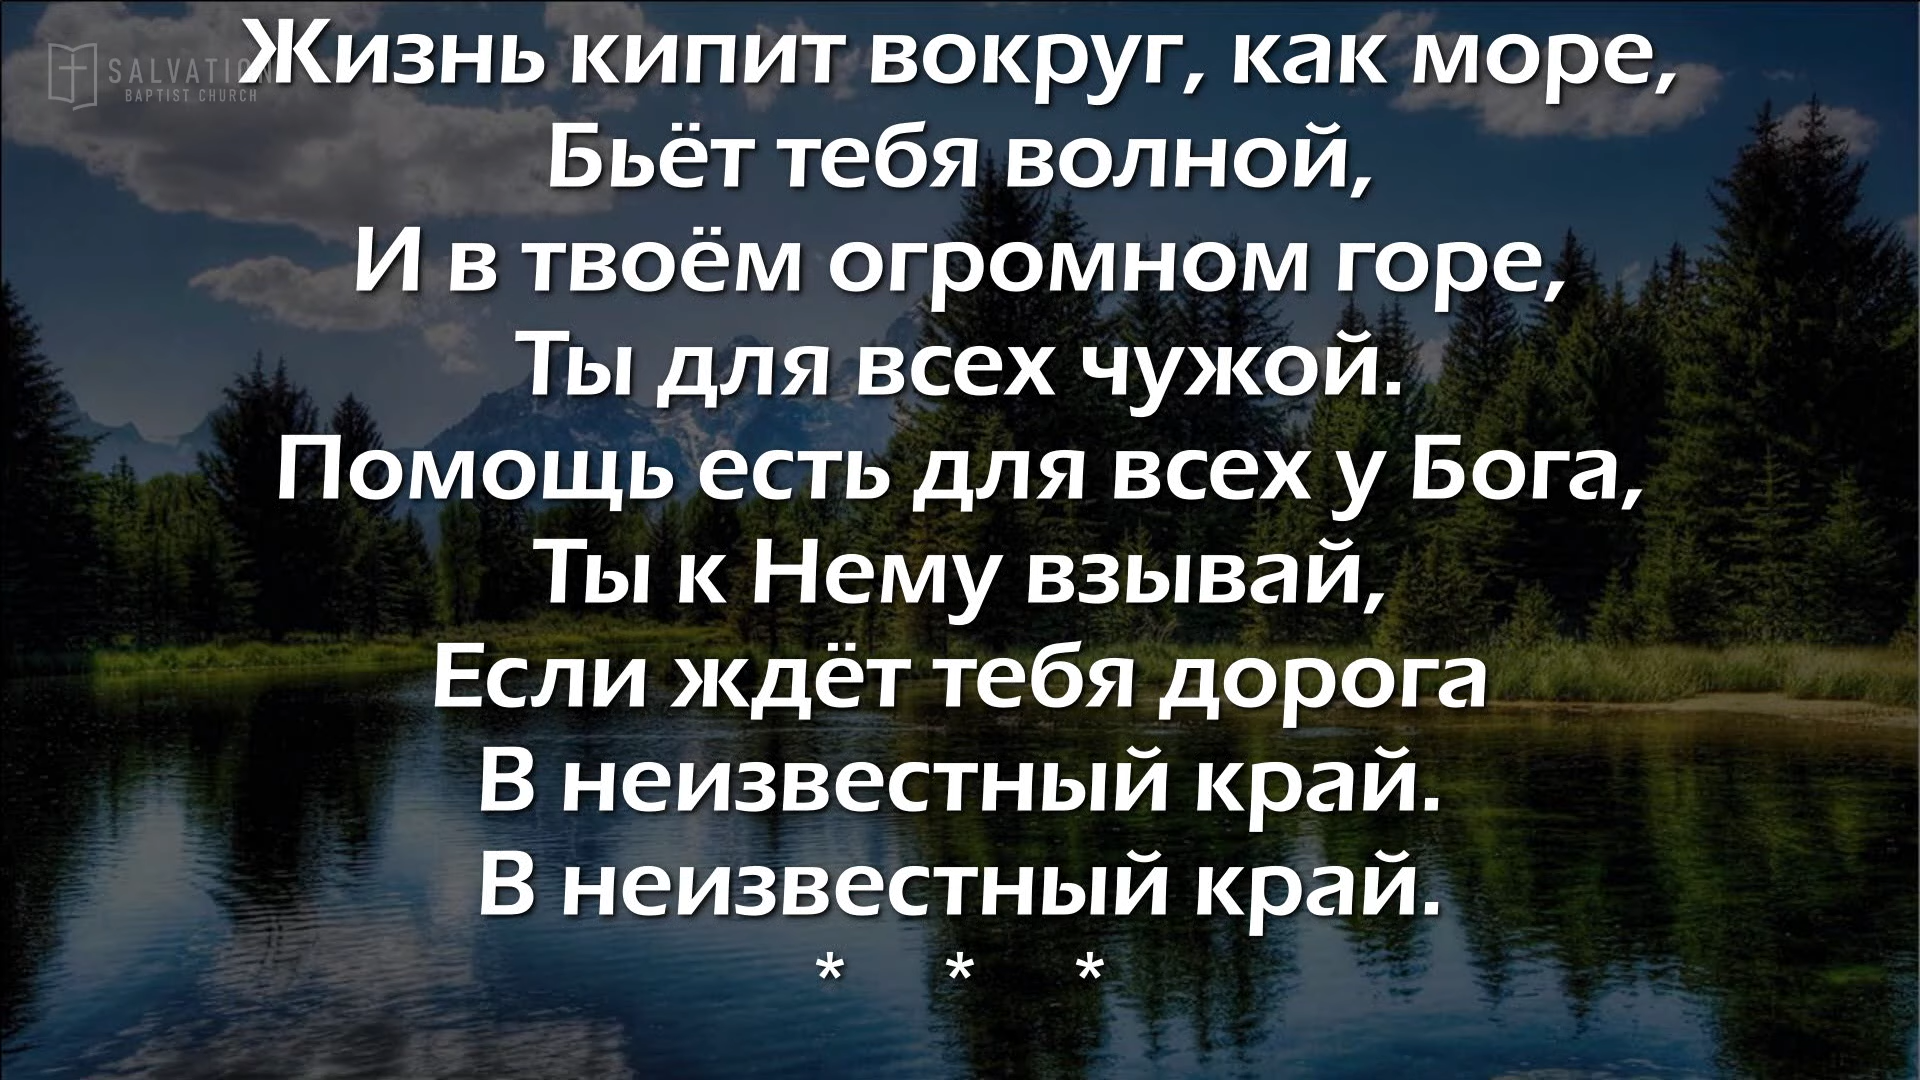 SALVATION
BAPTIST CHURCH
Жизнь кипит вокруг, как море,
Бьёт тебя волной,
И в твоём огромном горе,
Ты для всех чужой.
Помощь есть для всех у Бога,
Ты к Нему взывай,
Если ждёт тебя дорога
В неизвестный край.
В неизвестный край.
* * *